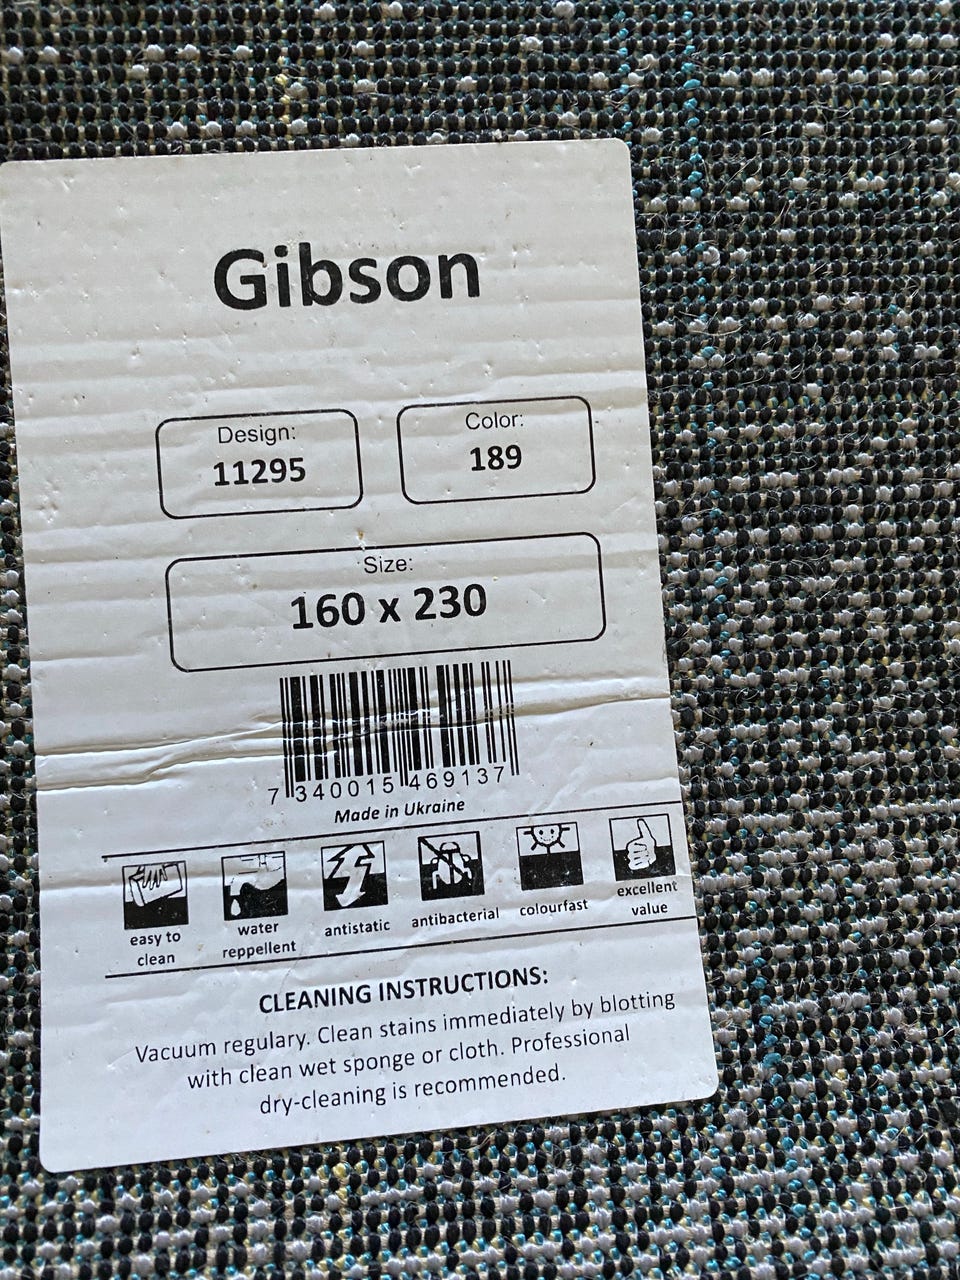 Gibson
Design:
11295
Color:
189
Size:
160 x 230
7 340015 469137
Made in Ukraine
easy to
clean
water
reppellent
antistatic
antibacterial
colourfast
excellent
value
CLEANING INSTRUCTIONS:
Vacuum regulary. Clean stains immediately by blotting
with clean wet sponge or cloth. Professional
dry-cleaning is recommended.